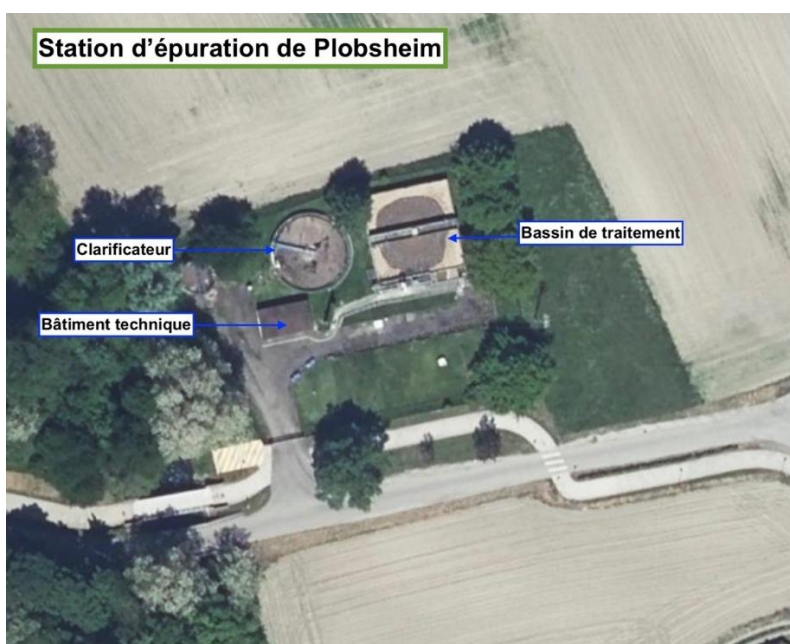 Station d'épuration de Plobsheim
Clarificateur
Bassin de traitement
Bâtiment technique